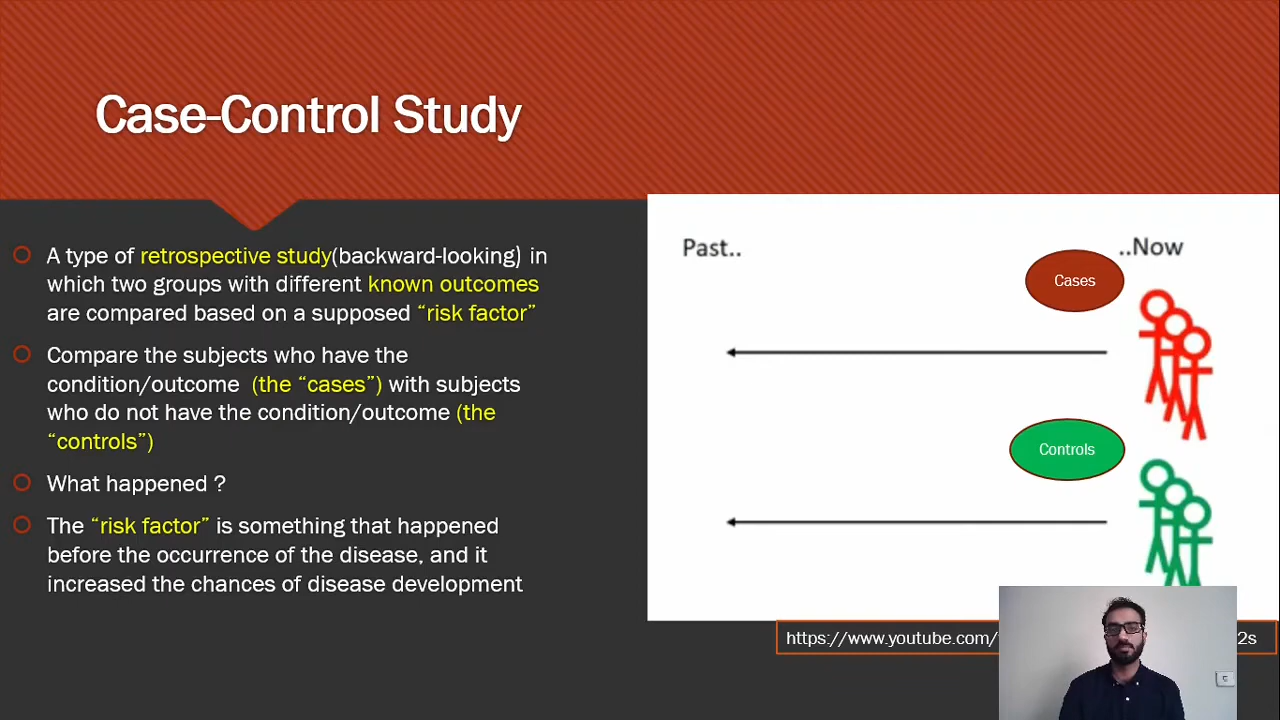 Case-Control Study
A type of retrospective study(backward-looking) in
which two groups with different known outcomes
are compared based on a supposed “risk factor”
Compare the subjects who have the
condition/outcome (the “cases”) with subjects
who do not have the condition/outcome (the
“controls”)
What happened ?
The “risk factor” is something that happened
before the occurrence of the disease, and it
increased the chances of disease development
Past..
..Now
Cases
Controls
https://www.youtube.com/
2s